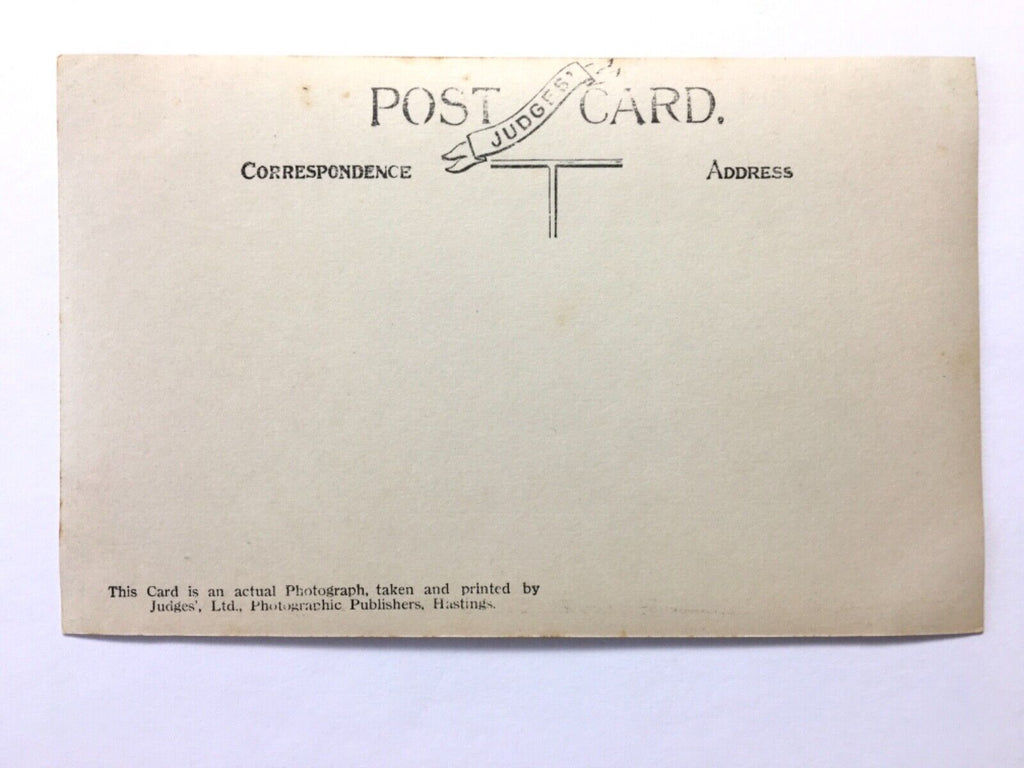 POST JUDGES' CARD.
CORRESPONDENCE ADDRESS
This Card is an actual Photograph, taken and printed by
Judges', Ltd., Photographic Publishers, Hastings.